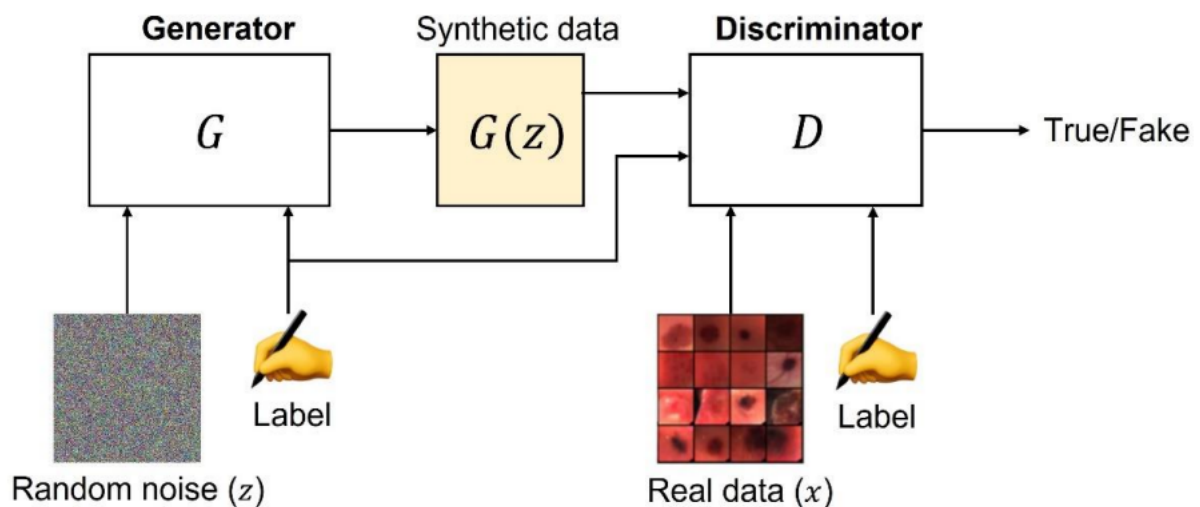 Generator
Synthetic data
Discriminator
G
G(z)
D
True/Fake
Label
Label
Random noise (z)
Real data (x)